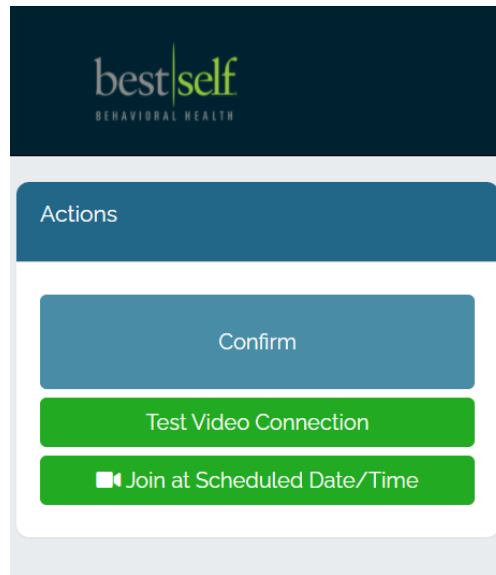 best self
BEHAVIORAL HEALTH
Actions
Confirm
Test Video Connection
Join at Scheduled Date/Time